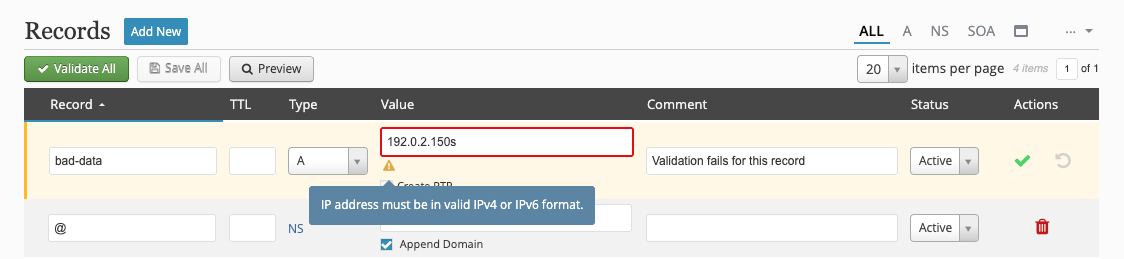 Records Add New ALL A NS SOA ...
Validate All Save All Preview 20 items per page 4 items 1 of 1
Record TTL Type Value Comment Status Actions
192.0.2.150s
bad-data A Validation fails for this record Active
Create PTR
IP address must be in valid IPv4 or IPv6 format.
@ NS Active
Append Domain